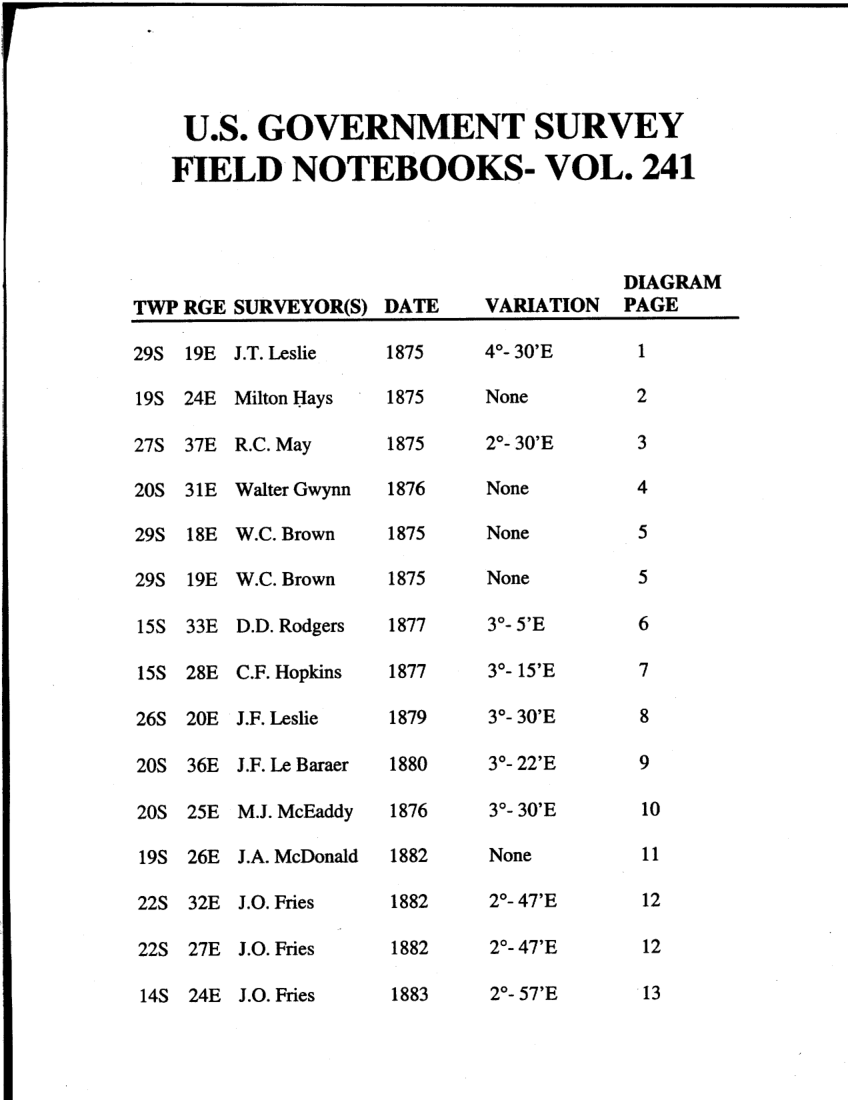 U.S. GOVERNMENT SURVEY
FIELD NOTEBOOKS- VOL. 241
DIAGRAM
TWP RGE SURVEYOR(S) DATE VARIATION PAGE
29S 19E J.T. Leslie 1875 4°- 30'E 1
19S 24E Milton Hays 1875 None 2
27S 37E R.C. May 1875 2°- 30'E 3
20S 31E Walter Gwynn 1876 None 4
29S 18E W.C. Brown 1875 None 5
29S 19E W.C. Brown 1875 None 5
15S 33E D.D. Rodgers 1877 3°- 5'E 6
15S 28E C.F. Hopkins 1877 3°- 15'E 7
26S 20E J.F. Leslie 1879 3°- 30'E 8
20S 36E J.F. Le Baraer 1880 3°- 22'E 9
20S 25E M.J. McEaddy 1876 3°- 30'E 10
19S 26E J.A. McDonald 1882 None 11
22S 32E J.O. Fries 1882 2°- 47'E 12
22S 27E J.O. Fries 1882 2°- 47'E 12
14S 24E J.O. Fries 1883 2°- 57'E 13